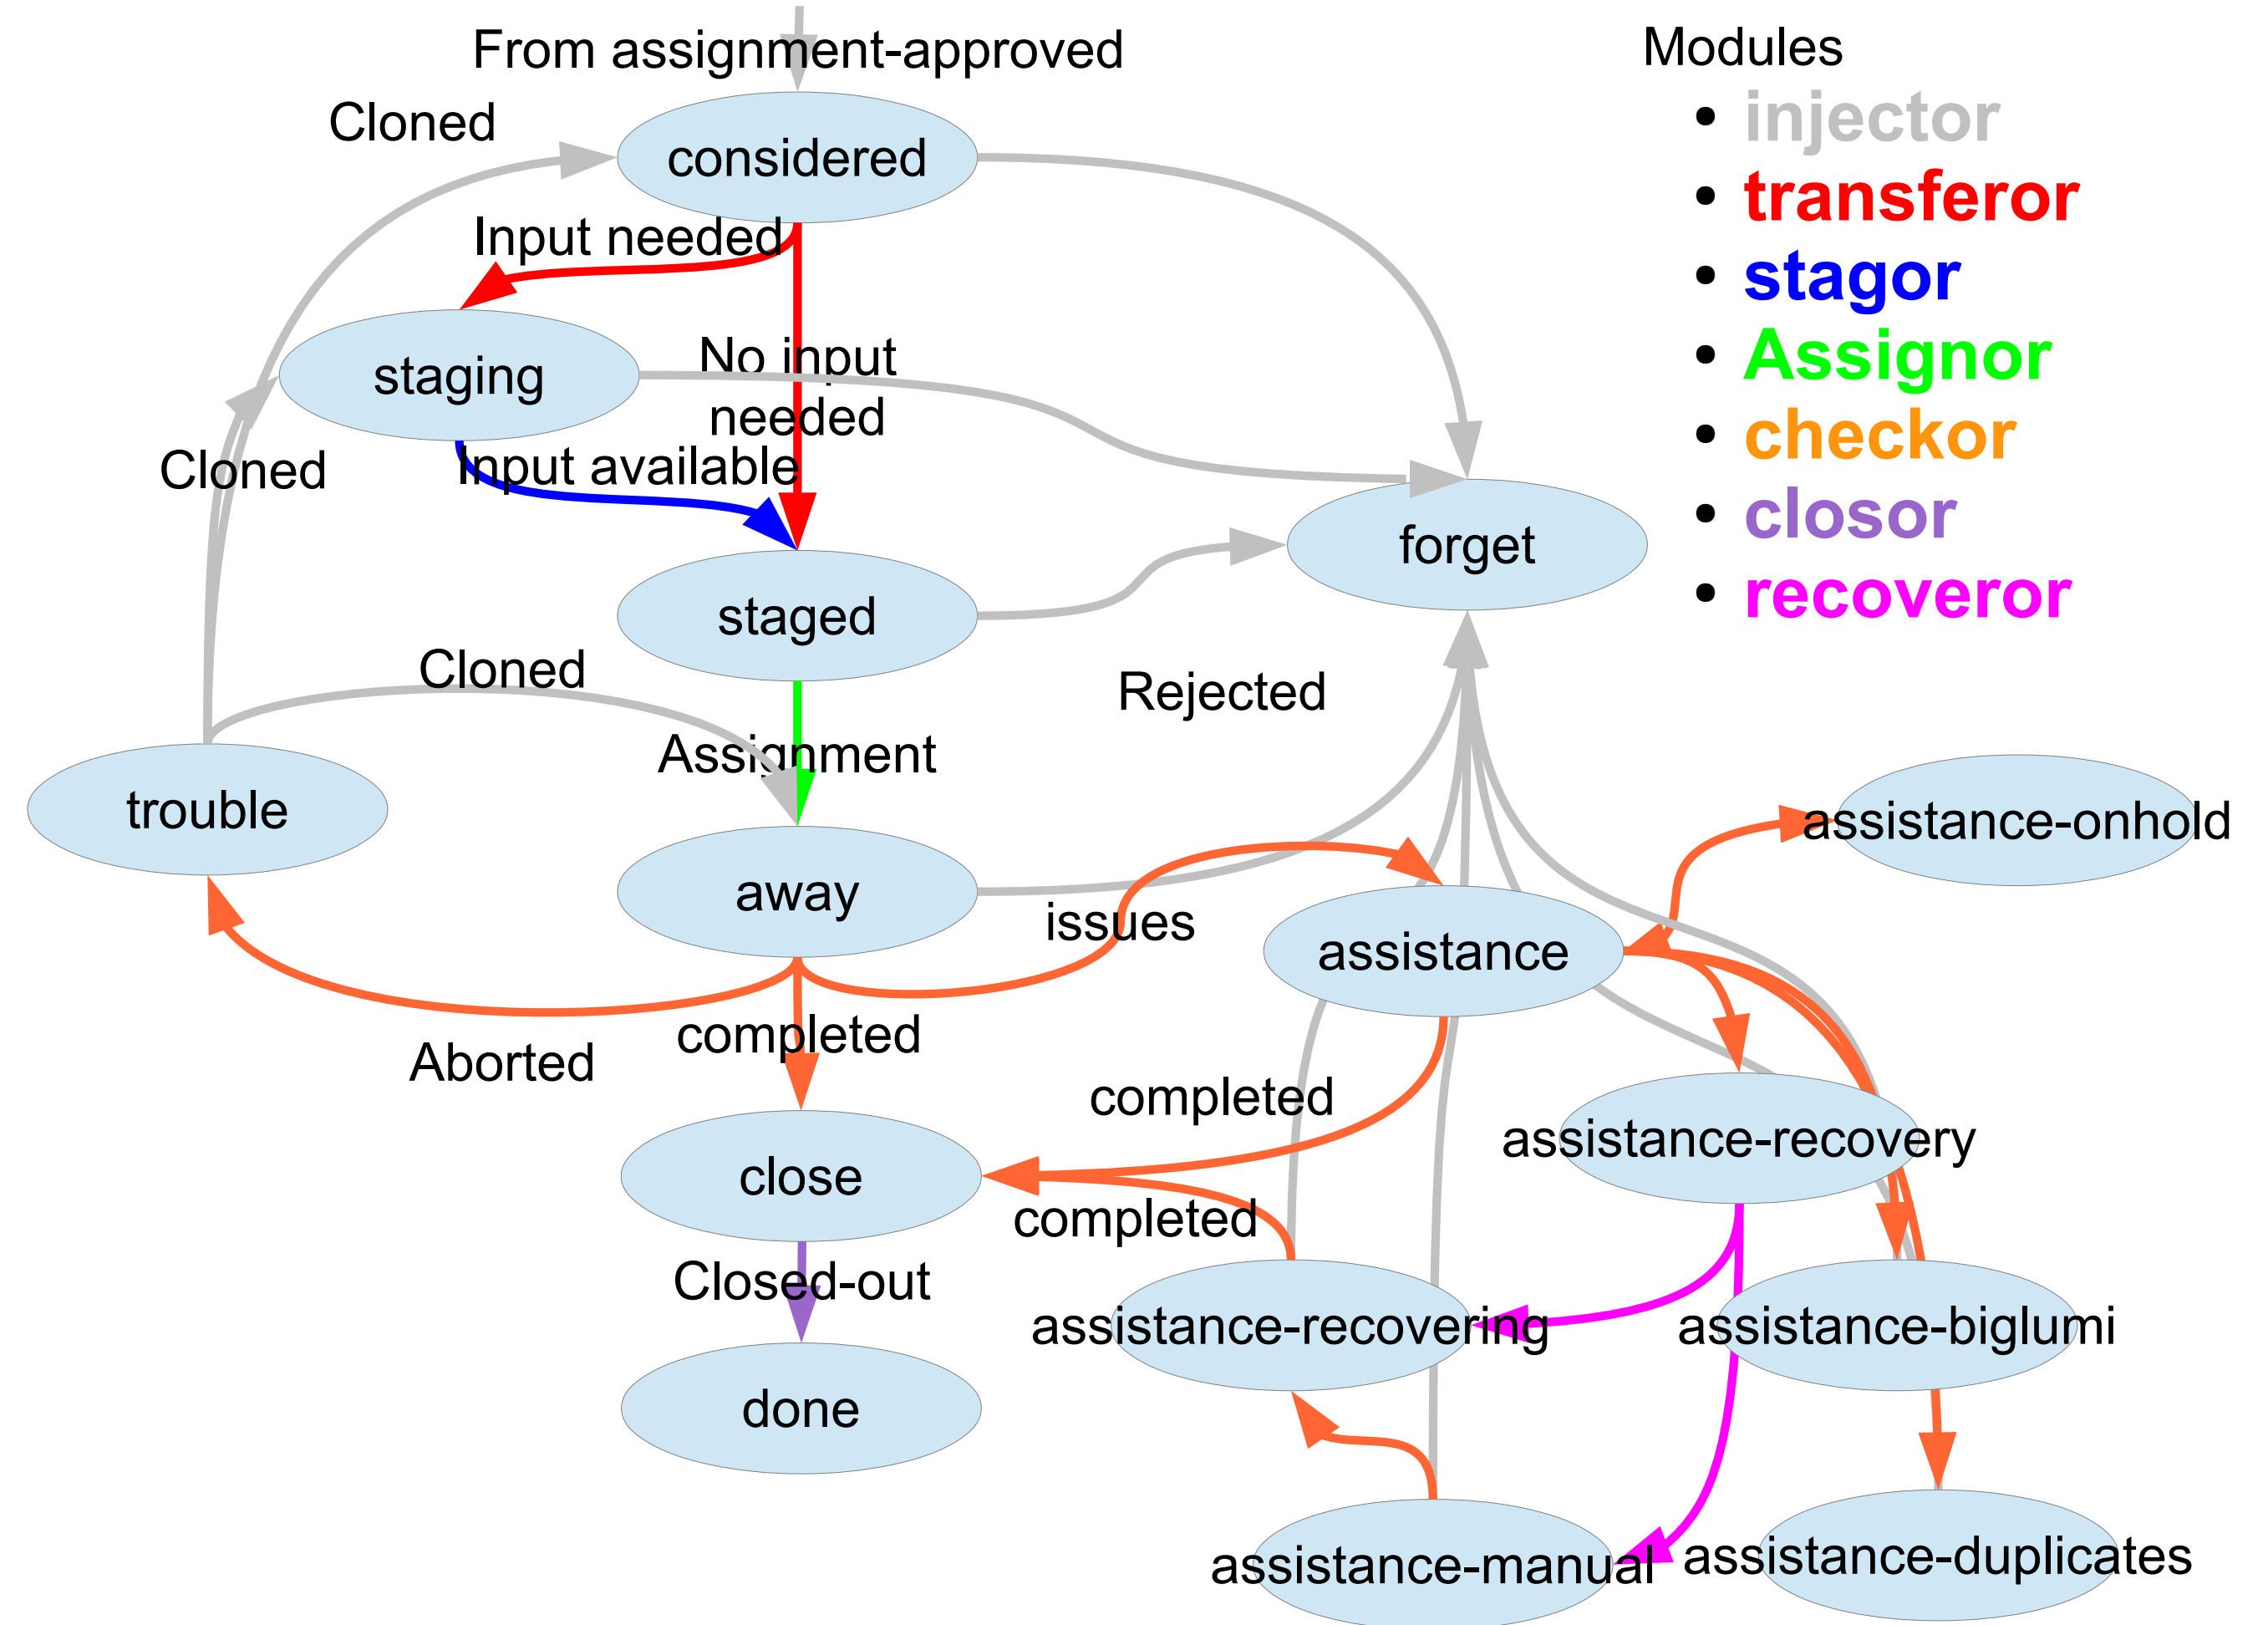 From assignment-approved
Modules
• injector
• transferor
• stagor
• Assignor
• checkor
• closor
• recoveror
Cloned
considered
Input needed
staging
No input
needed
Cloned
Input available
forget
staged
Cloned
Rejected
Assignment
trouble
assistance-onhold
away
issues
assistance
completed
Aborted
completed
assistance-recovery
close
completed
Closed-out
assistance-recovering
assistance-biglumi
done
assistance-manual
assistance-duplicates